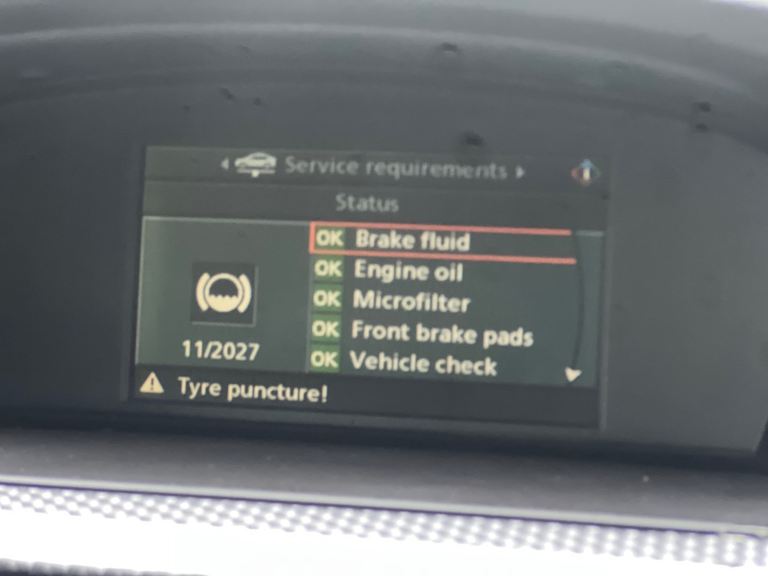 Service requirements
Status
OK Brake fluid
OK Engine oil
OK Microfilter
OK Front brake pads
OK Vehicle check
11/2027
Tyre puncture!